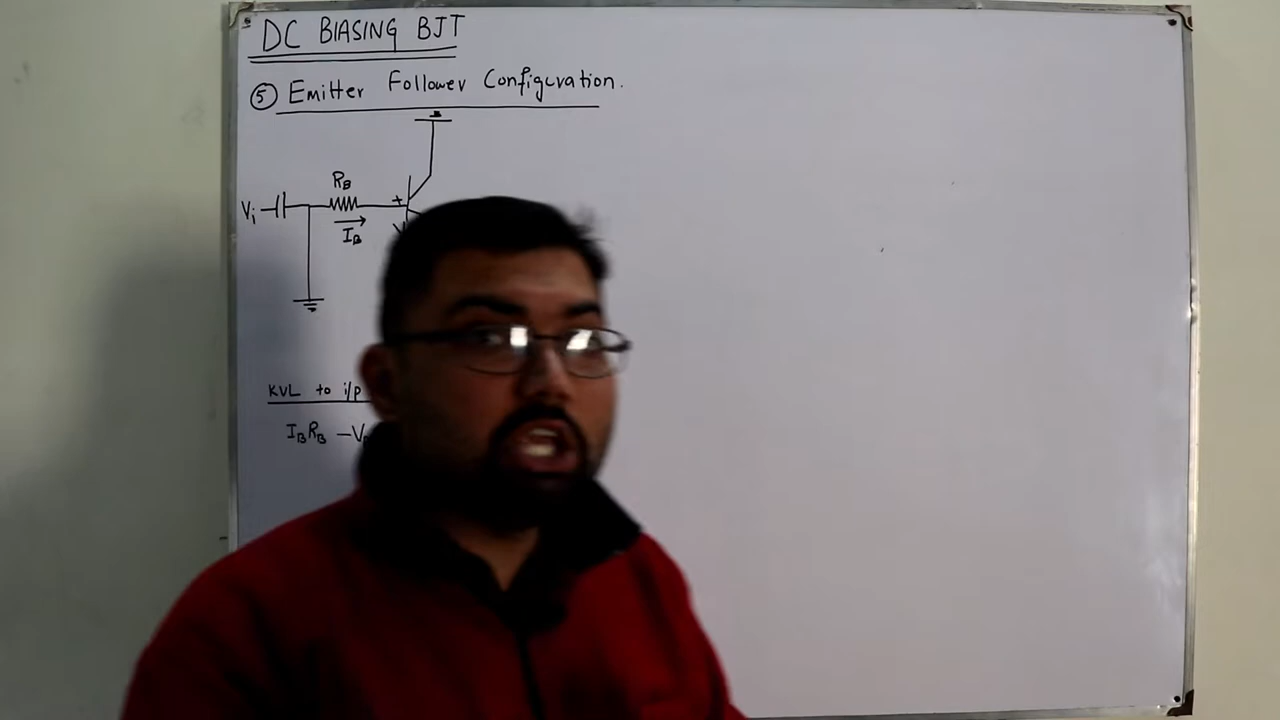 DC BIASING BJT
⑤ Emitter Follower Configuration.
R_B
+
V_i
I_B
V
KVL to i/p
I_B R_B - V